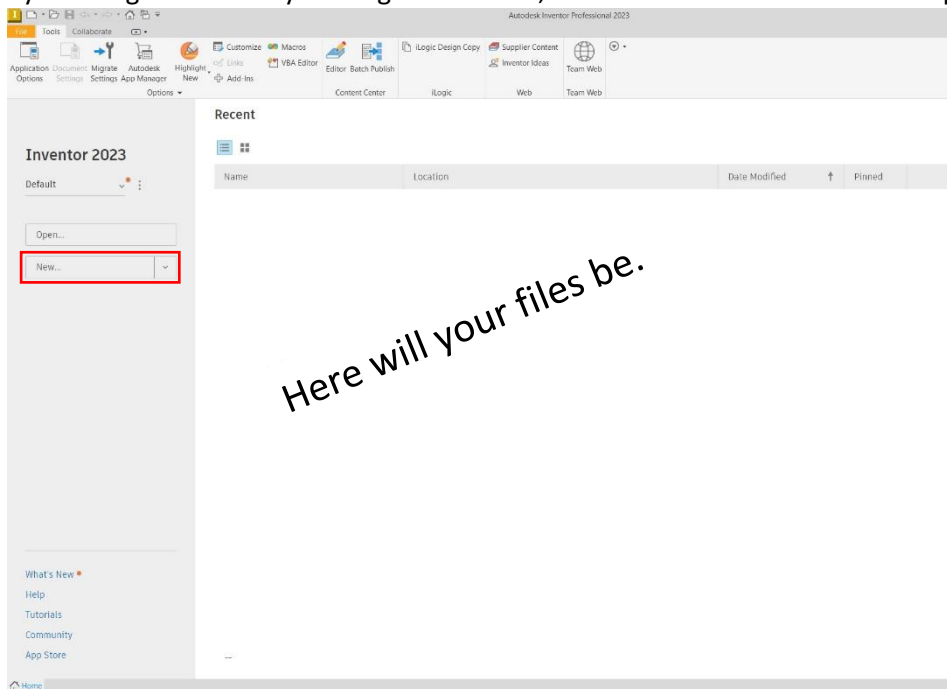 Autodesk Inventor Professional 2023
File Tools Collaborate
Application Options
Document Settings
Migrate Settings
Autodesk App Manager
Highlight New
Customize
Links
Add-Ins
Macros
VBA Editor
Editor
Batch Publish
iLogic Design Copy
Supplier Content
Inventor Ideas
Team Web
Options
Content Center
iLogic
Web
Team Web
Recent
Inventor 2023
Default
Name Location Date Modified Pinned
Open...
New...
Here will your files be.
What's New
Help
Tutorials
Community
App Store
Home